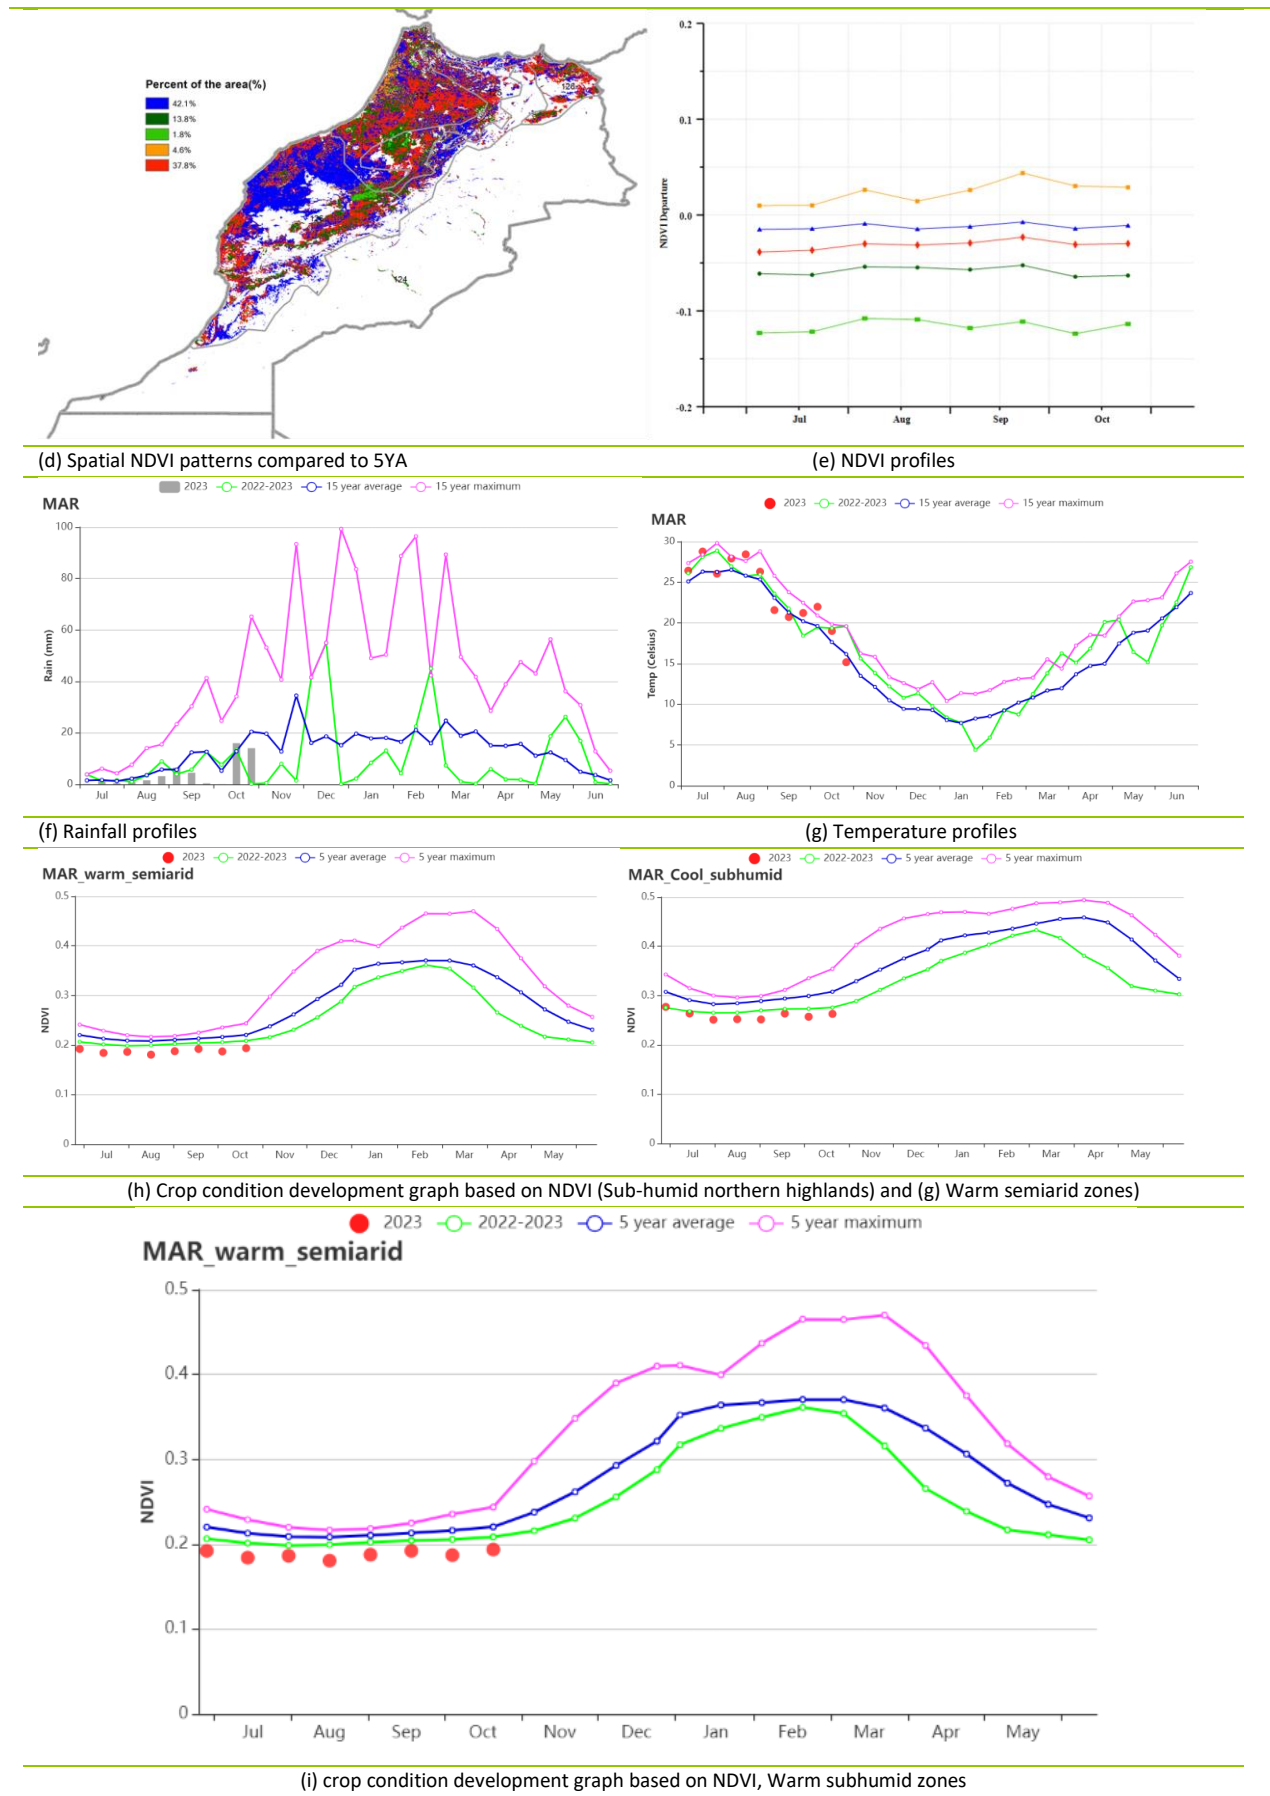 Percent of the area(%)
42.1%
13.8%
1.8%
4.6%
37.8%
124
0.2
0.1
0.0
-0.1
-0.2
NDVI Departure
Jul Aug Sep Oct
(d) Spatial NDVI patterns compared to 5YA (e) NDVI profiles
2023 2022-2023 15 year average 15 year maximum
MAR
100
80
60
40
20
0
Rain (mm)
Jul Aug Sep Oct Nov Dec Jan Feb Mar Apr May Jun
2023 2022-2023 15 year average 15 year maximum
MAR
30
25
20
15
10
5
0
Temp (Celsius)
Jul Aug Sep Oct Nov Dec Jan Feb Mar Apr May Jun
(f) Rainfall profiles (g) Temperature profiles
2023 2022-2023 5 year average 5 year maximum
MAR_warm_semiarid
0.5
0.4
0.3
0.2
0.1
0
NDVI
Jul Aug Sep Oct Nov Dec Jan Feb Mar Apr May
2023 2022-2023 5 year average 5 year maximum
MAR_Cool_subhumid
0.5
0.4
0.3
0.2
0.1
0
NDVI
Jul Aug Sep Oct Nov Dec Jan Feb Mar Apr May
(h) Crop condition development graph based on NDVI (Sub-humid northern highlands) and (g) Warm semiarid zones)
2023 2022-2023 5 year average 5 year maximum
MAR_warm_semiarid
0.5
0.4
0.3
0.2
0.1
0
NDVI
Jul Aug Sep Oct Nov Dec Jan Feb Mar Apr May
(i) crop condition development graph based on NDVI, Warm subhumid zones